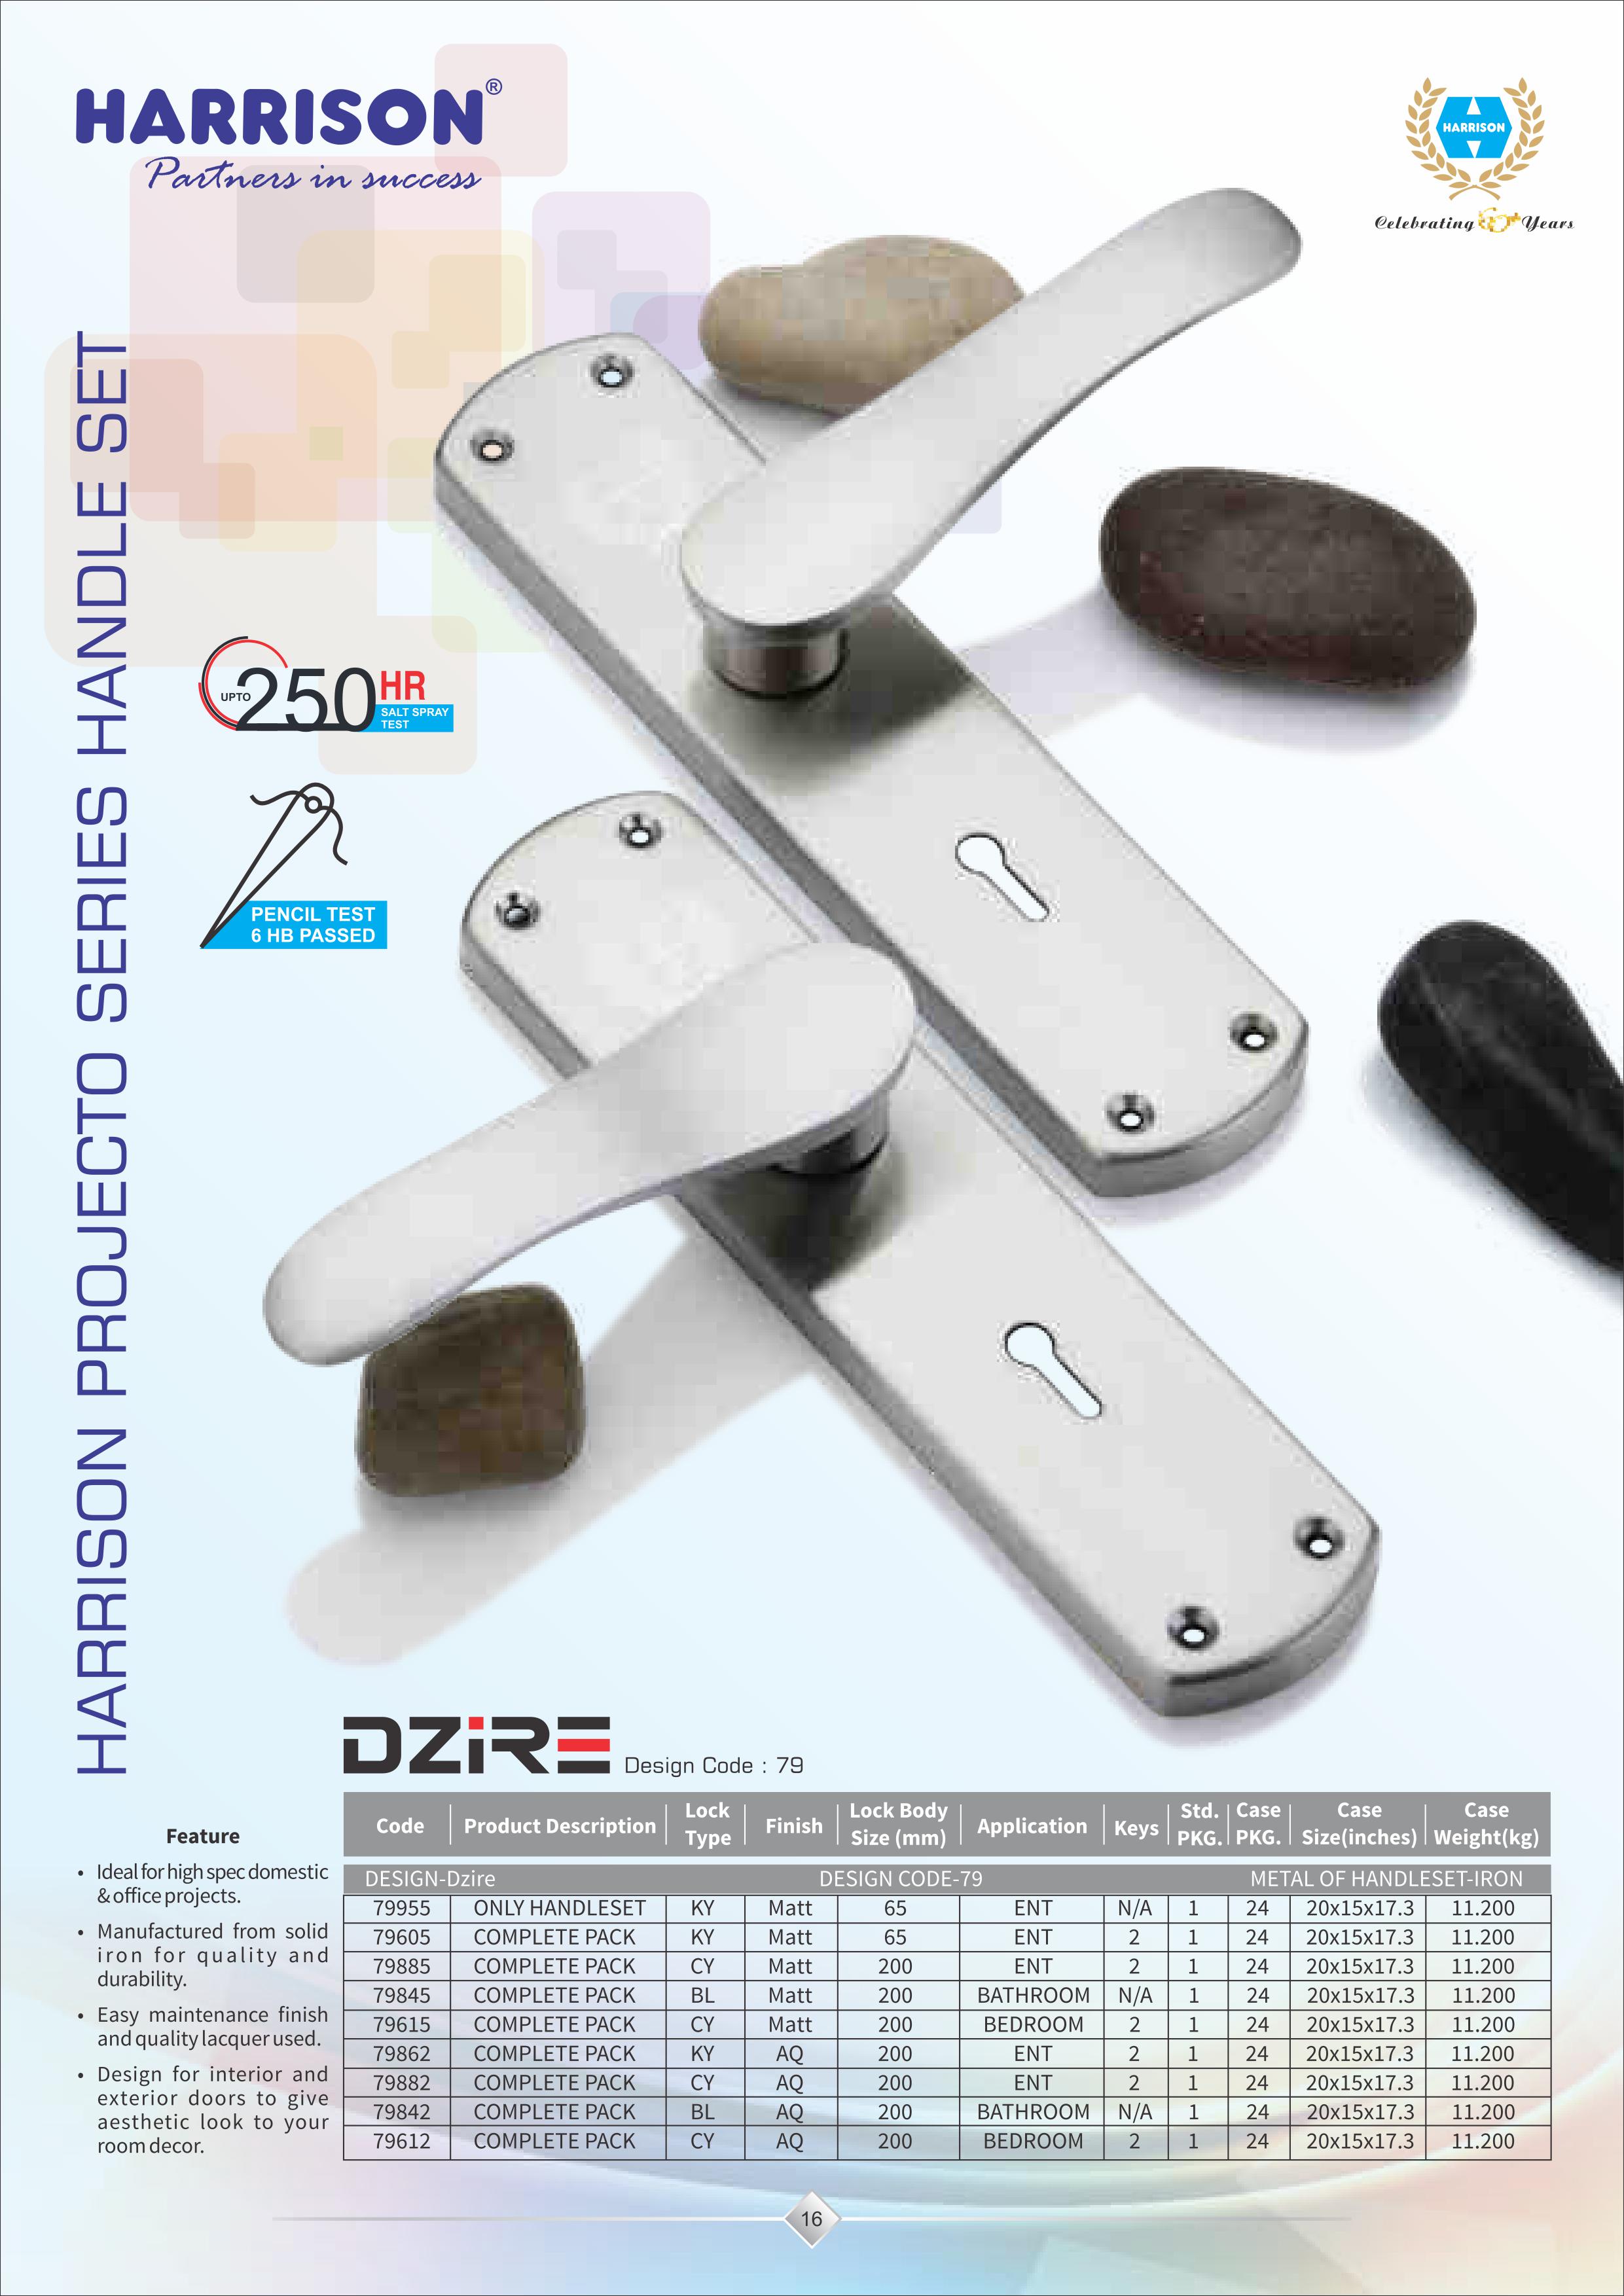 HARRISON®
Partners in success
HARRISON
Celebrating Years
HARRISON PROJECTO SERIES HANDLE SET
UPTO 250 HR
SALT SPRAY
TEST
PENCIL TEST
6 HB PASSED
DZiRE Design Code : 79
Feature
• Ideal for high spec domestic
& office projects.
• Manufactured from solid
iron for quality and
durability.
• Easy maintenance finish
and quality lacquer used.
• Design for interior and
exterior doors to give
aesthetic look to your
room decor.
Code Product Description Lock Type Finish Lock Body Size (mm) Application Keys Std. PKG. Case PKG. Case Size(inches) Case Weight(kg)
DESIGN-Dzire DESIGN CODE-79 METAL OF HANDLESET-IRON
79955 ONLY HANDLESET KY Matt 65 ENT N/A 1 24 20x15x17.3 11.200
79605 COMPLETE PACK KY Matt 65 ENT 2 1 24 20x15x17.3 11.200
79885 COMPLETE PACK CY Matt 200 ENT 2 1 24 20x15x17.3 11.200
79845 COMPLETE PACK BL Matt 200 BATHROOM N/A 1 24 20x15x17.3 11.200
79615 COMPLETE PACK CY Matt 200 BEDROOM 2 1 24 20x15x17.3 11.200
79862 COMPLETE PACK KY AQ 200 ENT 2 1 24 20x15x17.3 11.200
79882 COMPLETE PACK CY AQ 200 ENT 2 1 24 20x15x17.3 11.200
79842 COMPLETE PACK BL AQ 200 BATHROOM N/A 1 24 20x15x17.3 11.200
79612 COMPLETE PACK CY AQ 200 BEDROOM 2 1 24 20x15x17.3 11.200
16